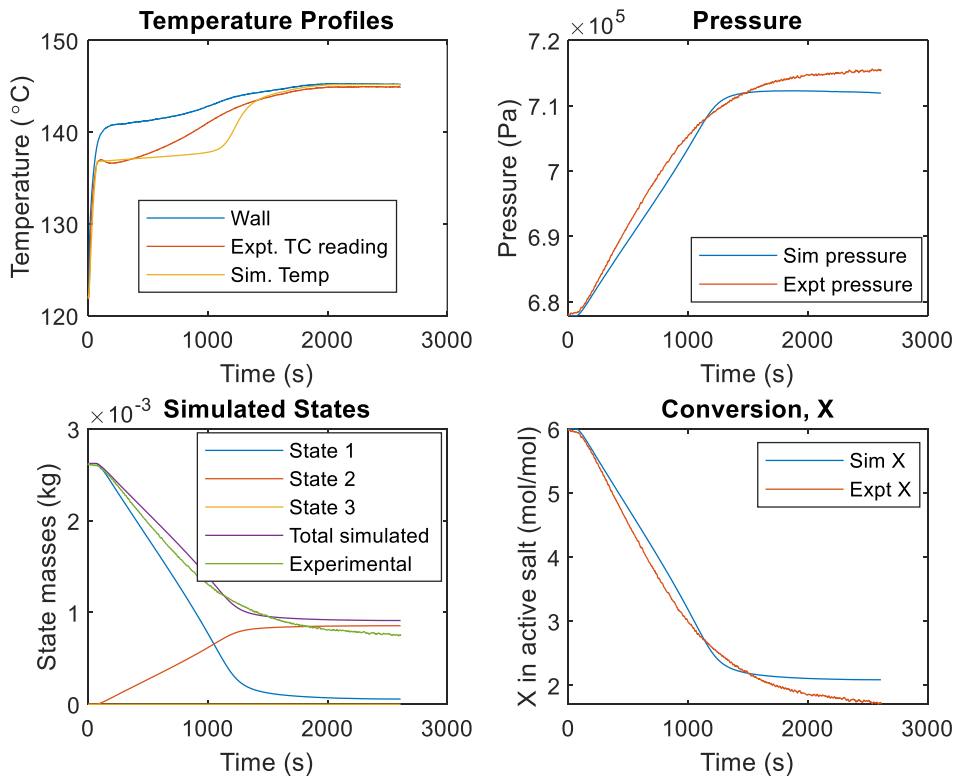 Temperature Profiles
150
140
130
120
Temperature (°C)
Wall
Expt. TC reading
Sim. Temp
0
1000
2000
3000
Time (s)
Pressure
× 10⁵
7.2
7.1
7
6.9
6.8
Pressure (Pa)
Sim pressure
Expt pressure
0
1000
2000
3000
Time (s)
Simulated States
× 10⁻³
3
2
1
0
State masses (kg)
State 1
State 2
State 3
Total simulated
Experimental
0
1000
2000
3000
Time (s)
Conversion, X
6
5
4
3
2
X in active salt (mol/mol)
Sim X
Expt X
0
1000
2000
3000
Time (s)